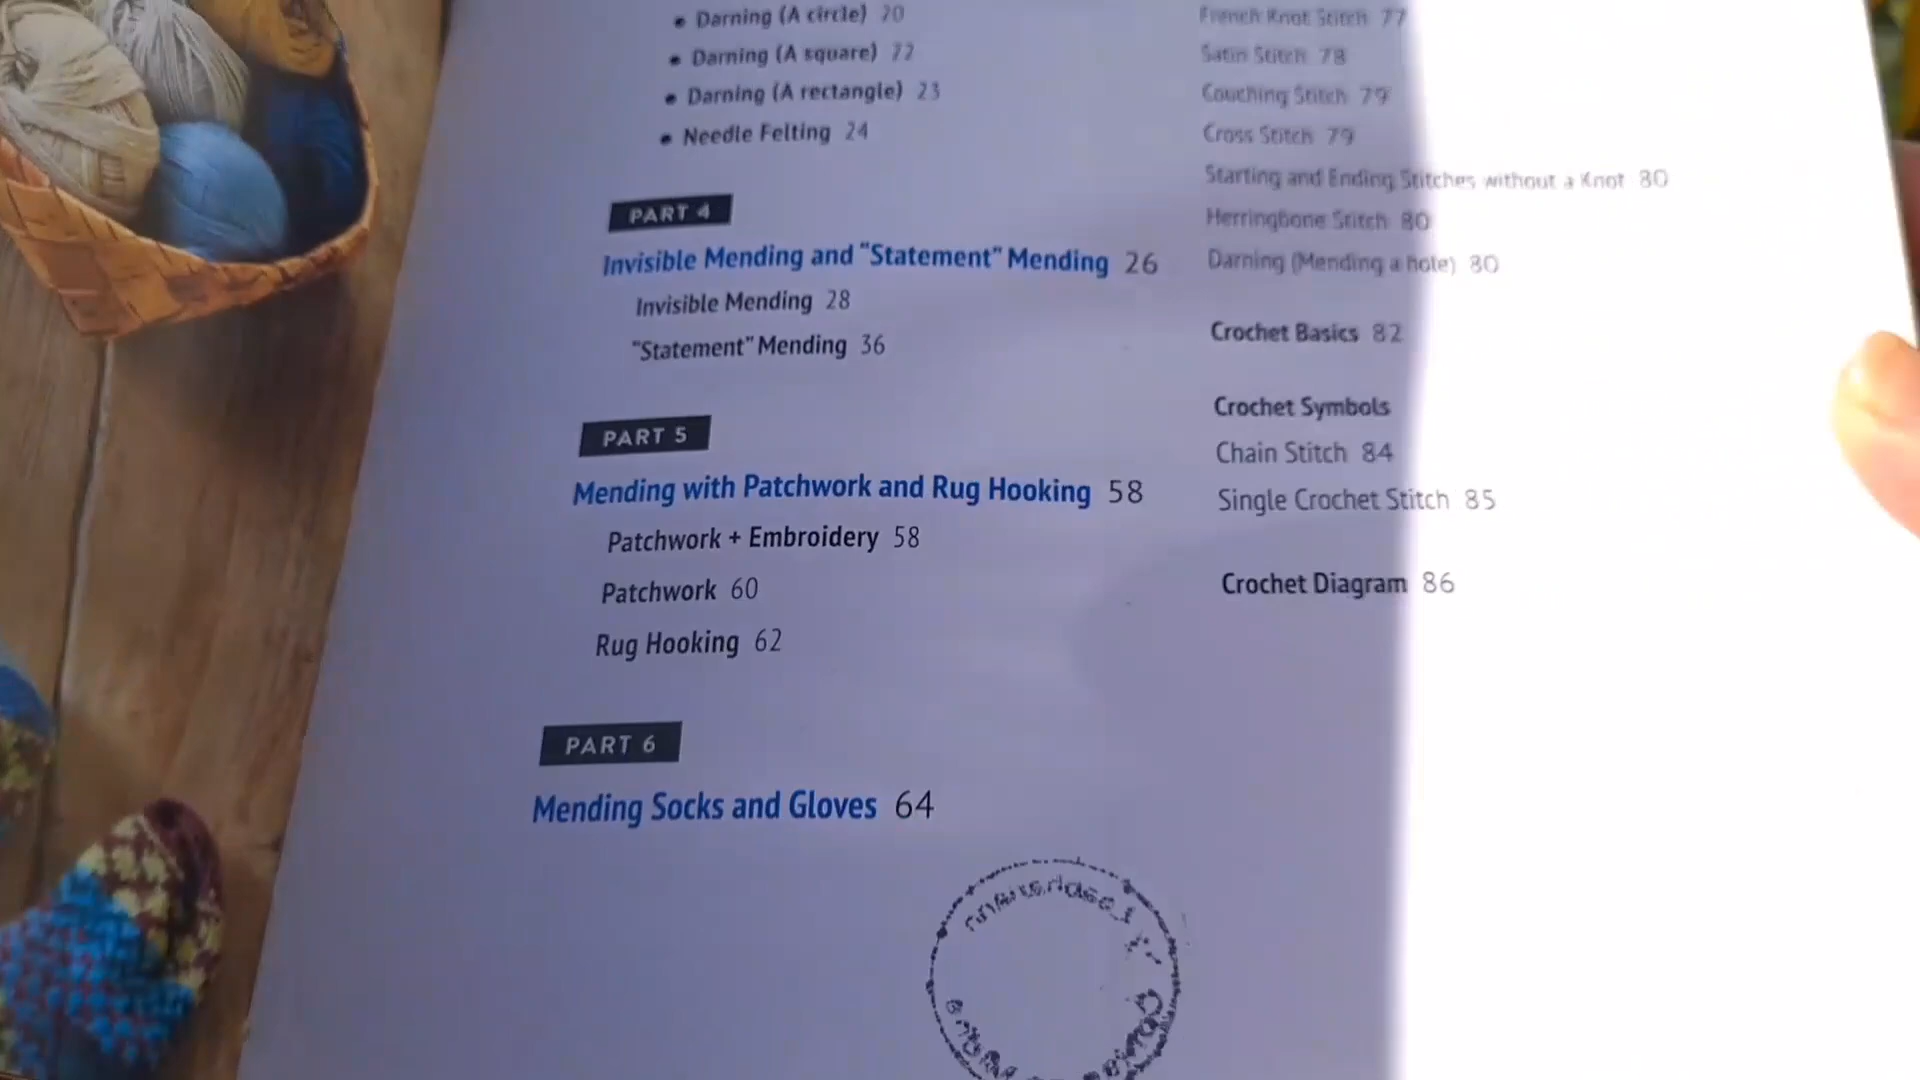 • Darning (A circle) 20
• Darning (A square) 22
• Darning (A rectangle) 23
• Needle Felting 24
PART 4
Invisible Mending and "Statement" Mending 26
Invisible Mending 28
"Statement" Mending 36
PART 5
Mending with Patchwork and Rug Hooking 58
Patchwork + Embroidery 58
Patchwork 60
Rug Hooking 62
PART 6
Mending Socks and Gloves 64
French Knot Stitch 77
Satin Stitch 78
Couching Stitch 79
Cross Stitch 79
Starting and Ending Stitches without a Knot 80
Herringbone Stitch 80
Darning (Mending a hole) 80
Crochet Basics 82
Crochet Symbols
Chain Stitch 84
Single Crochet Stitch 85
Crochet Diagram 86